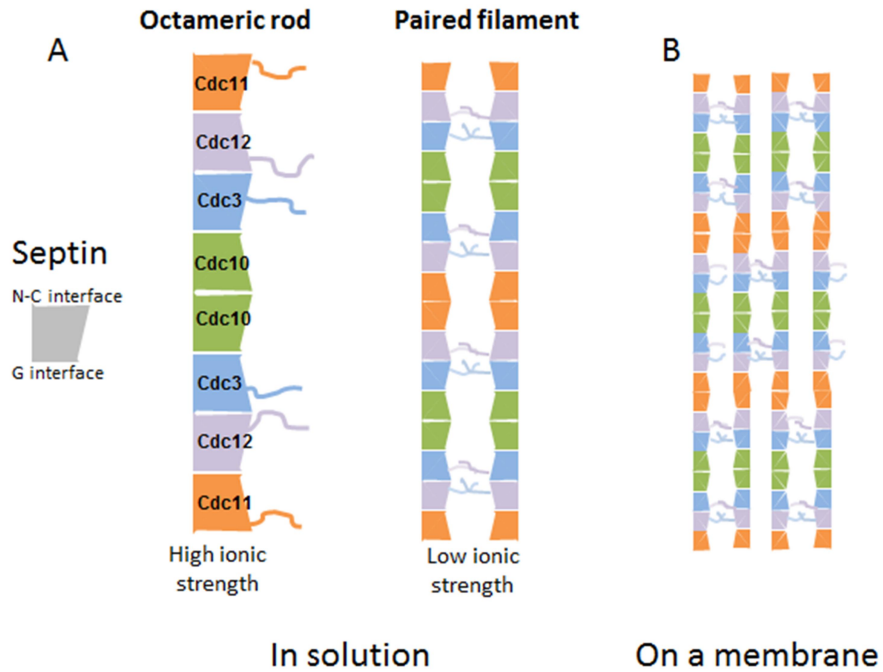 Octameric rod
Paired filament
A
B
Cdc11
Cdc12
Cdc3
Cdc10
Cdc10
Cdc3
Cdc12
Cdc11
Septin
N-C interface
G interface
High ionic
strength
Low ionic
strength
In solution
On a membrane